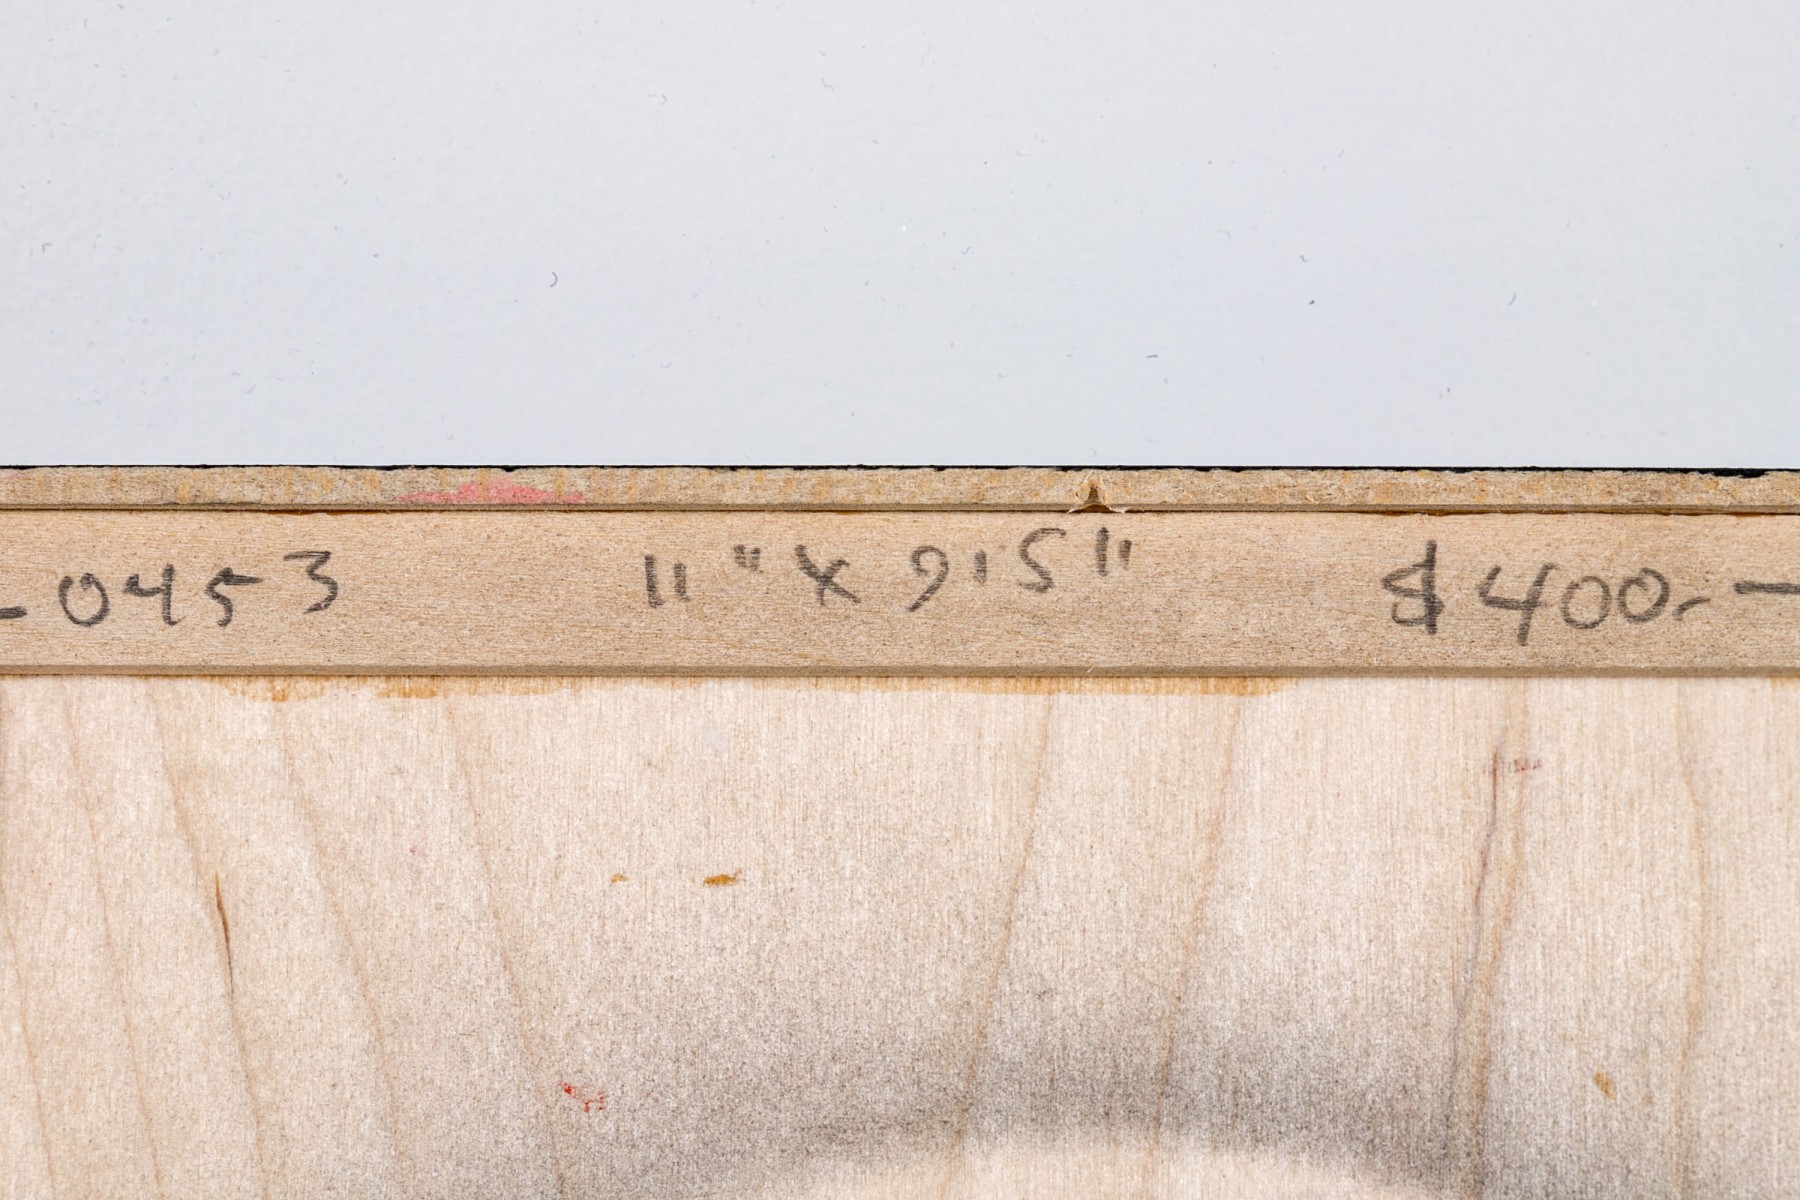 -0453 11" x 9.5" $400.-—